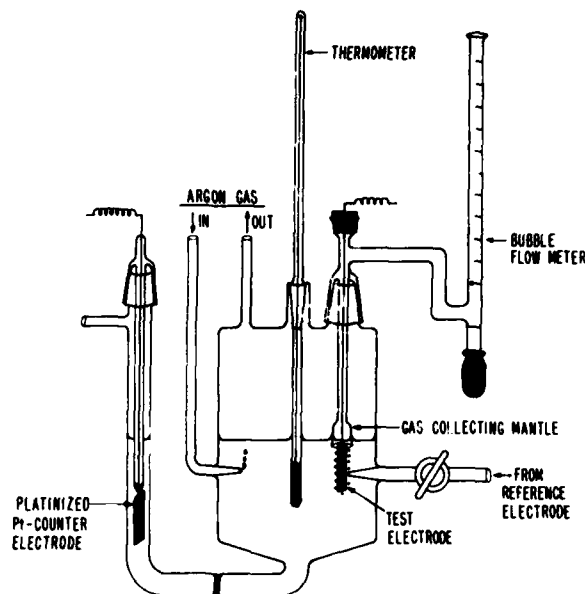 THERMOMETER
ARGON GAS
IN
OUT
BUBBLE
FLOW METER
GAS COLLECTING MANTLE
FROM
REFERENCE
ELECTRODE
TEST
ELECTRODE
PLATINIZED
Pt-COUNTER
ELECTRODE